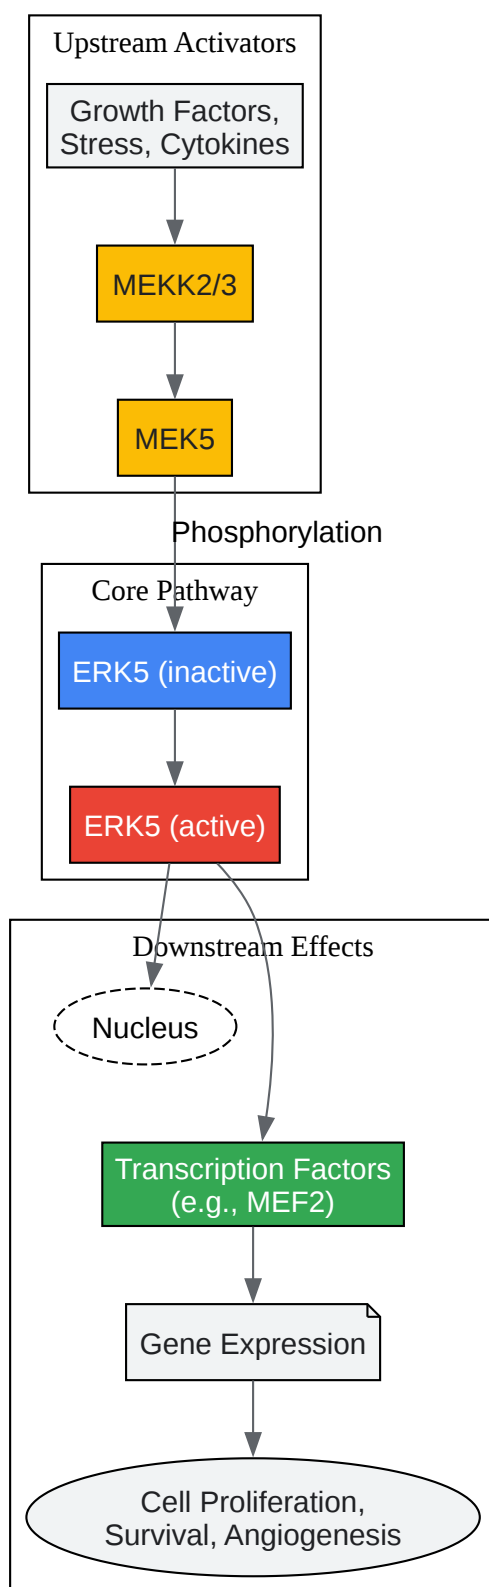 Upstream Activators
Growth Factors,
Stress, Cytokines
MEKK2/3
MEK5
Phosphorylation
Core Pathway
ERK5 (inactive)
ERK5 (active)
Downstream Effects
Nucleus
Transcription Factors
(e.g., MEF2)
Gene Expression
Cell Proliferation,
Survival, Angiogenesis